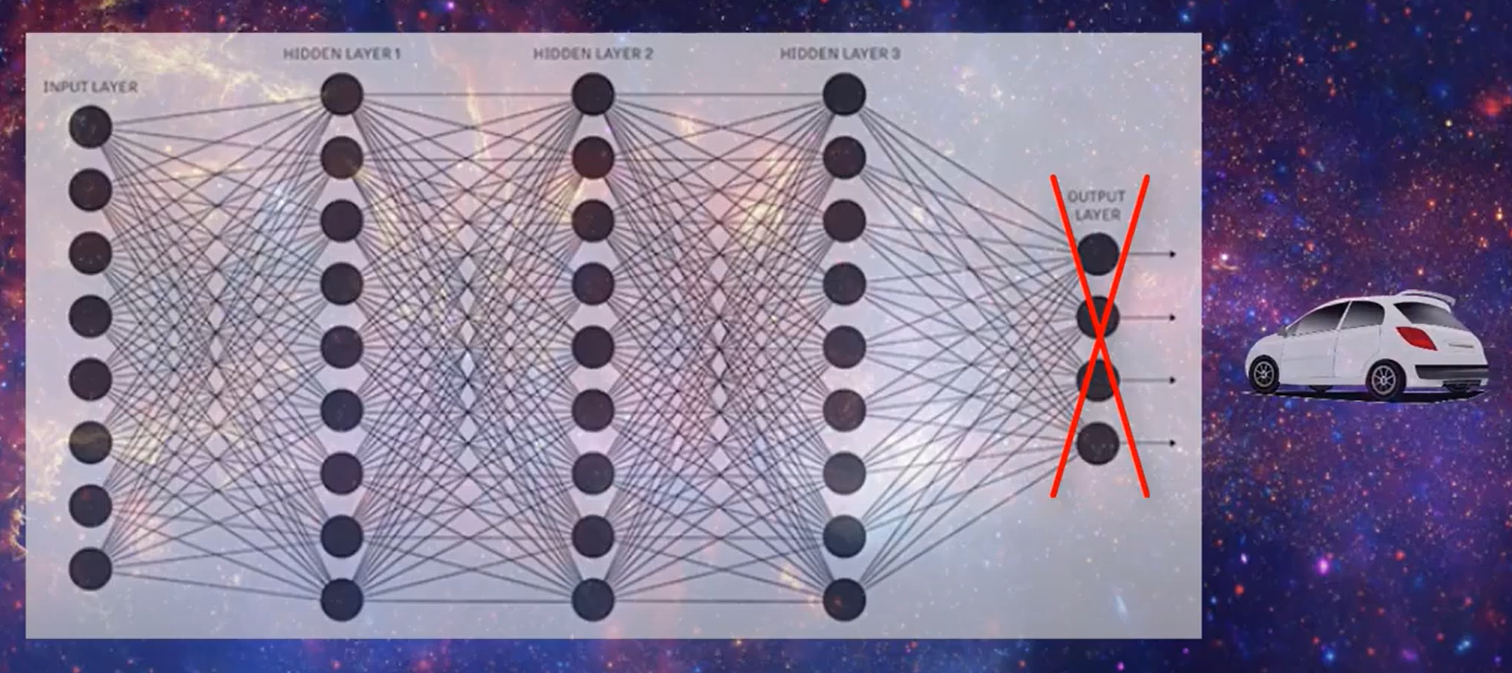 INPUT LAYER
HIDDEN LAYER 1
HIDDEN LAYER 2
HIDDEN LAYER 3
OUTPUT
LAYER